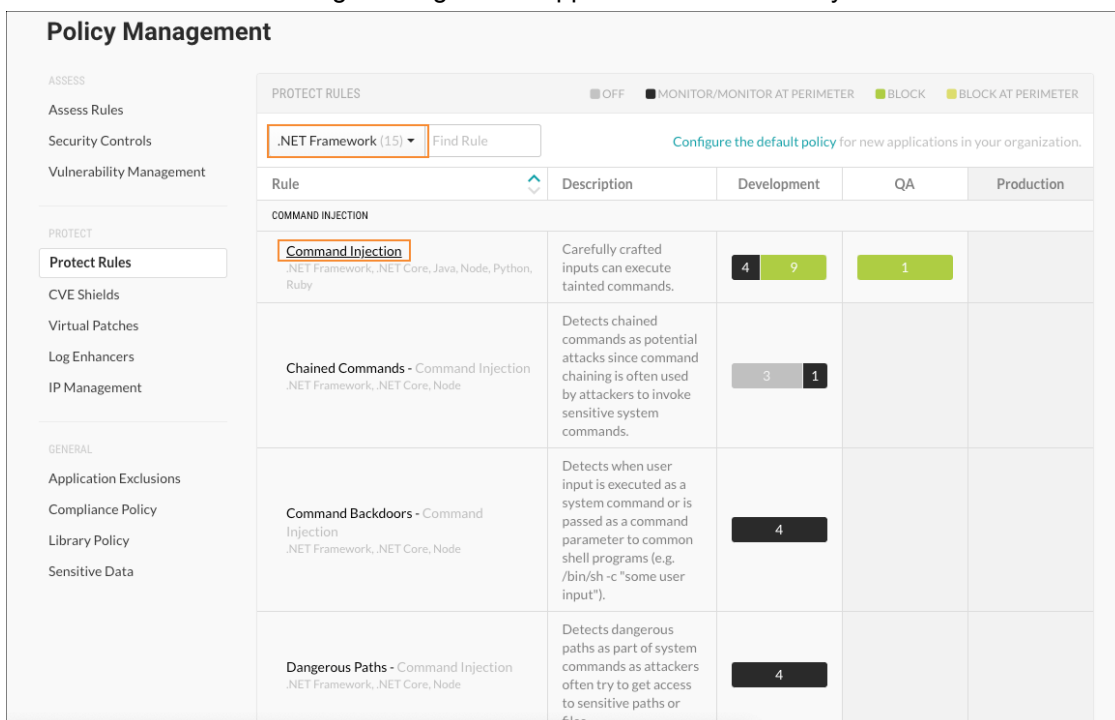 Policy Management
ASSESS
Assess Rules
Security Controls
Vulnerability Management
PROTECT
Protect Rules
CVE Shields
Virtual Patches
Log Enhancers
IP Management
GENERAL
Application Exclusions
Compliance Policy
Library Policy
Sensitive Data
PROTECT RULES
OFF MONITOR/MONITOR AT PERIMETER BLOCK BLOCK AT PERIMETER
.NET Framework (15) Find Rule
Configure the default policy for new applications in your organization.
Rule Description Development QA Production
COMMAND INJECTION
Command Injection
.NET Framework, .NET Core, Java, Node, Python,
Ruby
Carefully crafted
inputs can execute
tainted commands.
4 9 1
Chained Commands - Command Injection
.NET Framework, .NET Core, Node
Detects chained
commands as potential
attacks since command
chaining is often used
by attackers to invoke
sensitive system
commands.
3 1
Command Backdoors - Command
Injection
.NET Framework, .NET Core, Node
Detects when user
input is executed as a
system command or is
passed as a command
parameter to common
shell programs (e.g.
/bin/sh -c "some user
input").
4
Dangerous Paths - Command Injection
.NET Framework, .NET Core, Node
Detects dangerous
paths as part of system
commands as attackers
often try to get access
to sensitive paths or
4